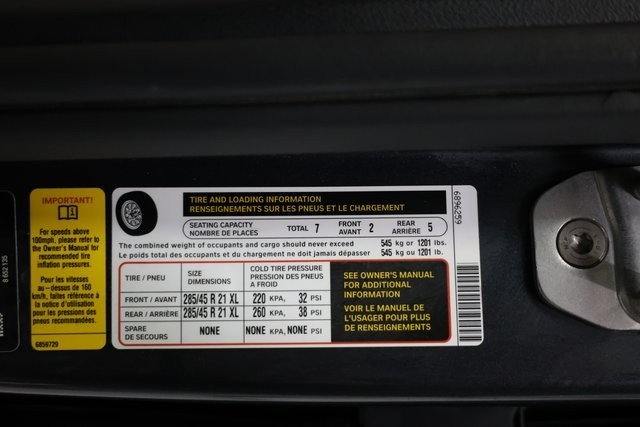 IMPORTANT!
For speeds above
100mph, please refer to
the Owner's Manual for
recommended tire
inflation pressures.
Pour les vitesses
au-dessus de 160
km/h, faites référence à
la notice d'utilisation
pour les pressions des
pneus recommandées.
6859729
8 652 135
TIRE AND LOADING INFORMATION
RENSEIGNEMENTS SUR LES PNEUS ET LE CHARGEMENT
SEATING CAPACITY TOTAL 7 FRONT 2 REAR 5
NOMBRE DE PLACES AVANT ARRIÈRE
The combined weight of occupants and cargo should never exceed 545 kg or 1201 lbs.
Le poids total des occupants et du chargement ne doit jamais dépasser 545 kg ou 1201 lb.
TIRE / PNEU SIZE DIMENSIONS COLD TIRE PRESSURE PRESSION DES PNEUS A FROID
FRONT / AVANT 285/45 R 21 XL 220 KPA, 32 PSI
REAR / ARRIÈRE 285/45 R 21 XL 260 KPA, 38 PSI
SPARE DE SECOURS NONE NONE KPA, NONE PSI
SEE OWNER'S MANUAL
FOR ADDITIONAL
INFORMATION
VOIR LE MANUEL DE
L'USAGER POUR PLUS
DE RENSEIGNEMENTS
6896259